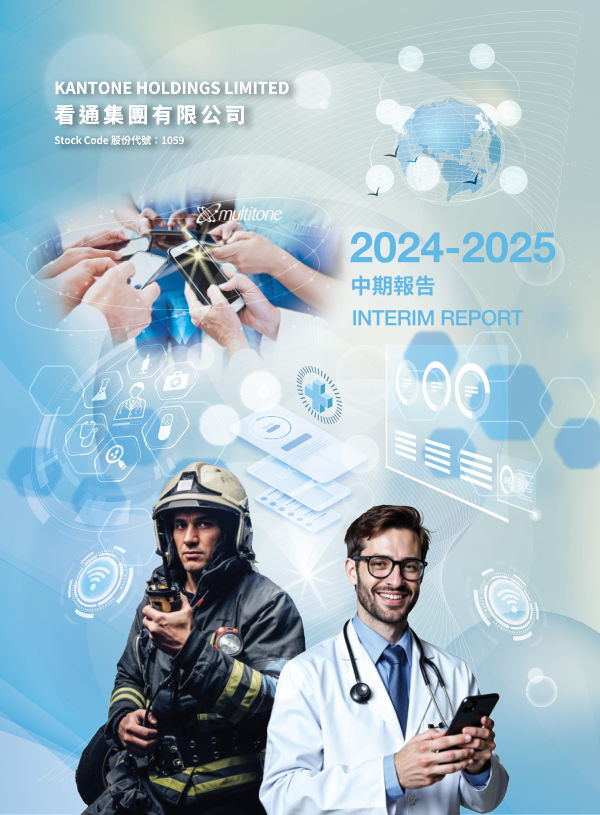 KANTONE HOLDINGS LIMITED
看通集團有限公司
Stock Code 股份代號：1059
multitone
2024-2025
中期報告
INTERIM REPORT